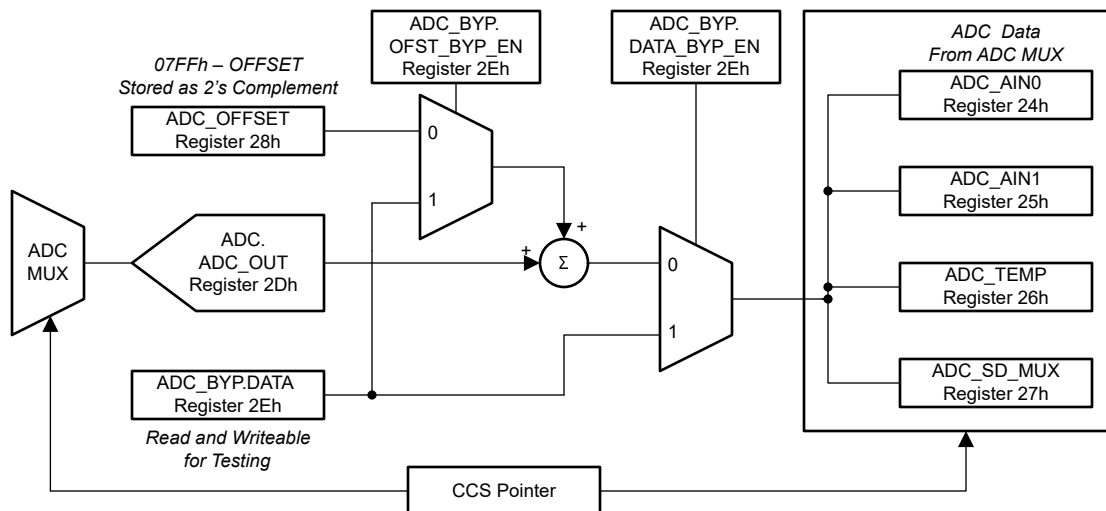 ADC_BYP.
OFST_BYP_EN
Register 2Eh
ADC_BYP.
DATA_BYP_EN
Register 2Eh
ADC Data
From ADC MUX
07FFh – OFFSET
Stored as 2's Complement
ADC_OFFSET
Register 28h
0
1
ADC_AIN0
Register 24h
ADC_AIN1
Register 25h
ADC
MUX
ADC.
ADC_OUT
Register 2Dh
+
+
Σ
0
1
ADC_TEMP
Register 26h
ADC_SD_MUX
Register 27h
ADC_BYP.DATA
Register 2Eh
Read and Writeable
for Testing
CCS Pointer